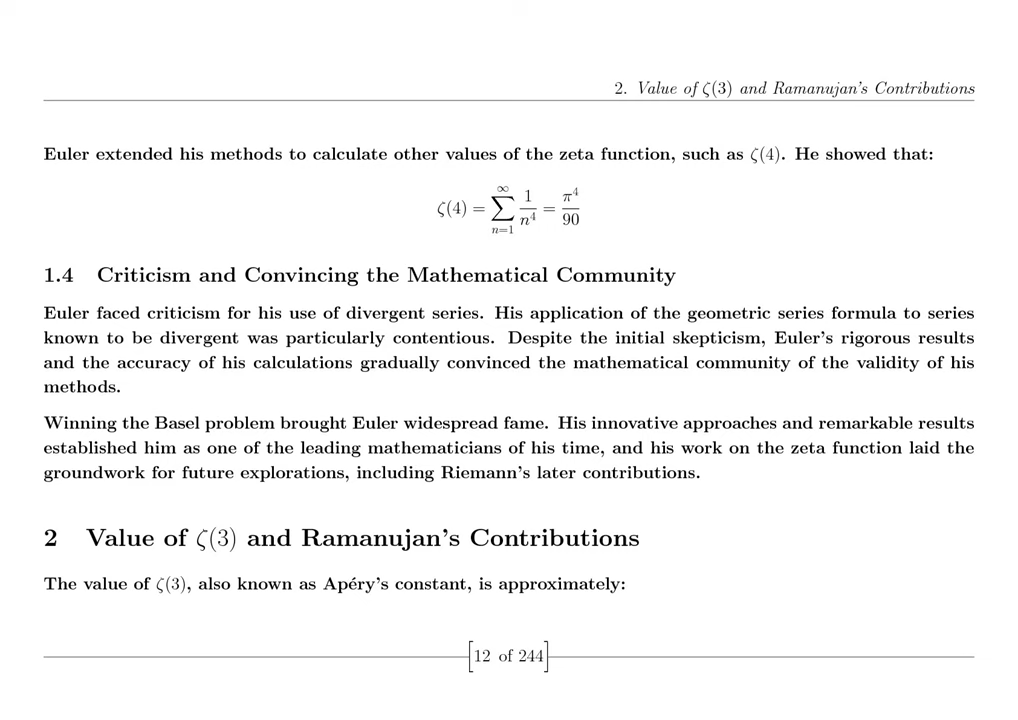 2. Value of ζ(3) and Ramanujan's Contributions
Euler extended his methods to calculate other values of the zeta function, such as ζ(4). He showed that:
ζ(4) = ∑_{n=1}^{∞} 1/n⁴ = π⁴/90
1.4 Criticism and Convincing the Mathematical Community
Euler faced criticism for his use of divergent series. His application of the geometric series formula to series
known to be divergent was particularly contentious. Despite the initial skepticism, Euler's rigorous results
and the accuracy of his calculations gradually convinced the mathematical community of the validity of his
methods.
Winning the Basel problem brought Euler widespread fame. His innovative approaches and remarkable results
established him as one of the leading mathematicians of his time, and his work on the zeta function laid the
groundwork for future explorations, including Riemann's later contributions.
2 Value of ζ(3) and Ramanujan's Contributions
The value of ζ(3), also known as Apéry's constant, is approximately:
[12 of 244]